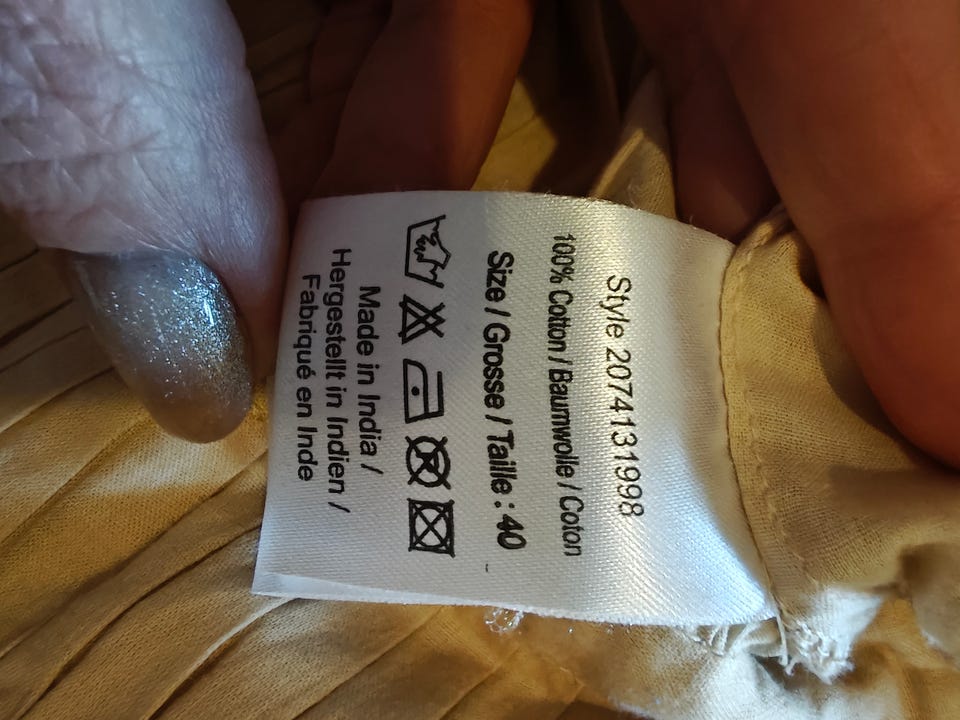 Style 2074131998
100% Cotton / Baumwolle / Coton
Size / Grosse / Taille : 40
Made in India /
Hergestellt in Indien /
Fabriqué en Inde